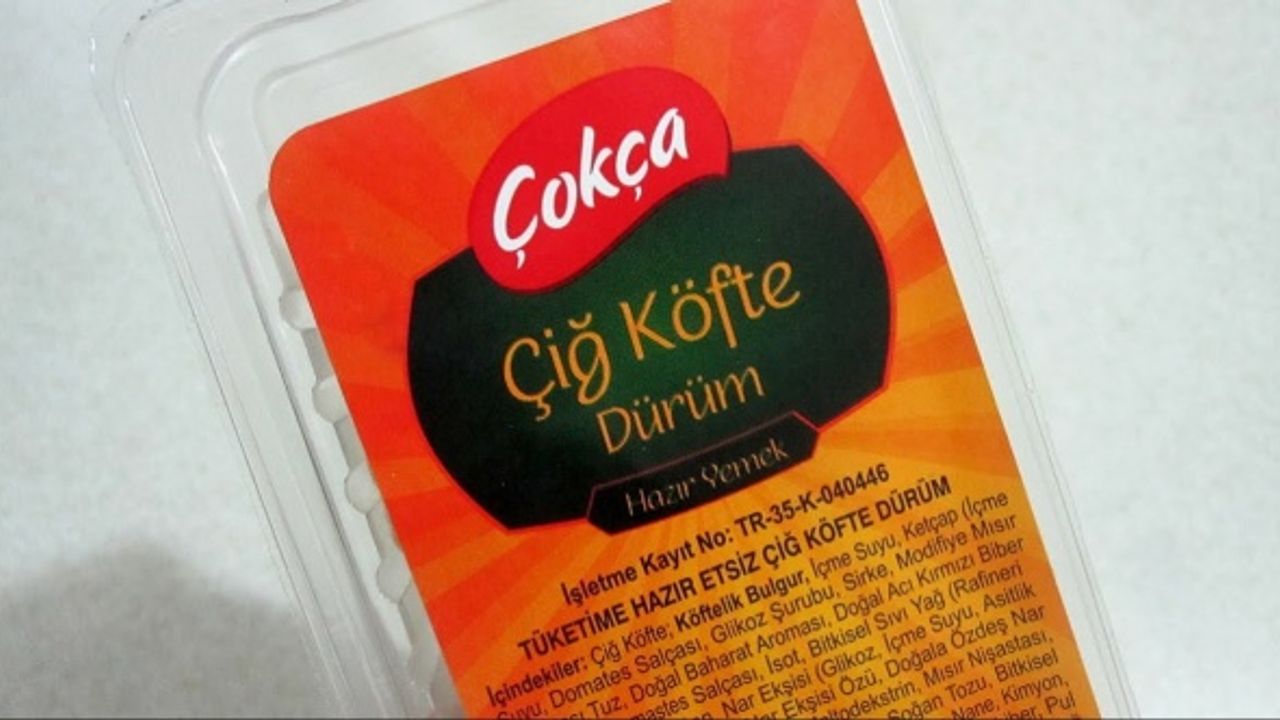 Çokça
Çiğ Köfte
Dürüm
Hazır Yemek
İşletme Kayıt No: TR-35-K-040446
TÜKETİME HAZIR ETSİZ ÇİĞ KÖFTE DÜRÜM
İçindekiler: Çiğ Köfte; Köftelik Bulgur, İçme Suyu, Ketçap (İçme
Suyu, Domates Salçası, Glikoz Şurubu, Sirke, Modifiye Mısır
Tuz, Doğal Baharat Aroması, Doğal Acı Kırmızı Biber
Salçası, İsot, Bitkisel Sıvı Yağ (Rafineri
Nar Ekşisi (Glikoz, İçme Suyu, Asitlik
Ekşisi Özü, Doğala Özdeş Nar
Mısır Nişastası,
Soğan Tozu, Bitkisel
Nane, Kimyon,
Pul